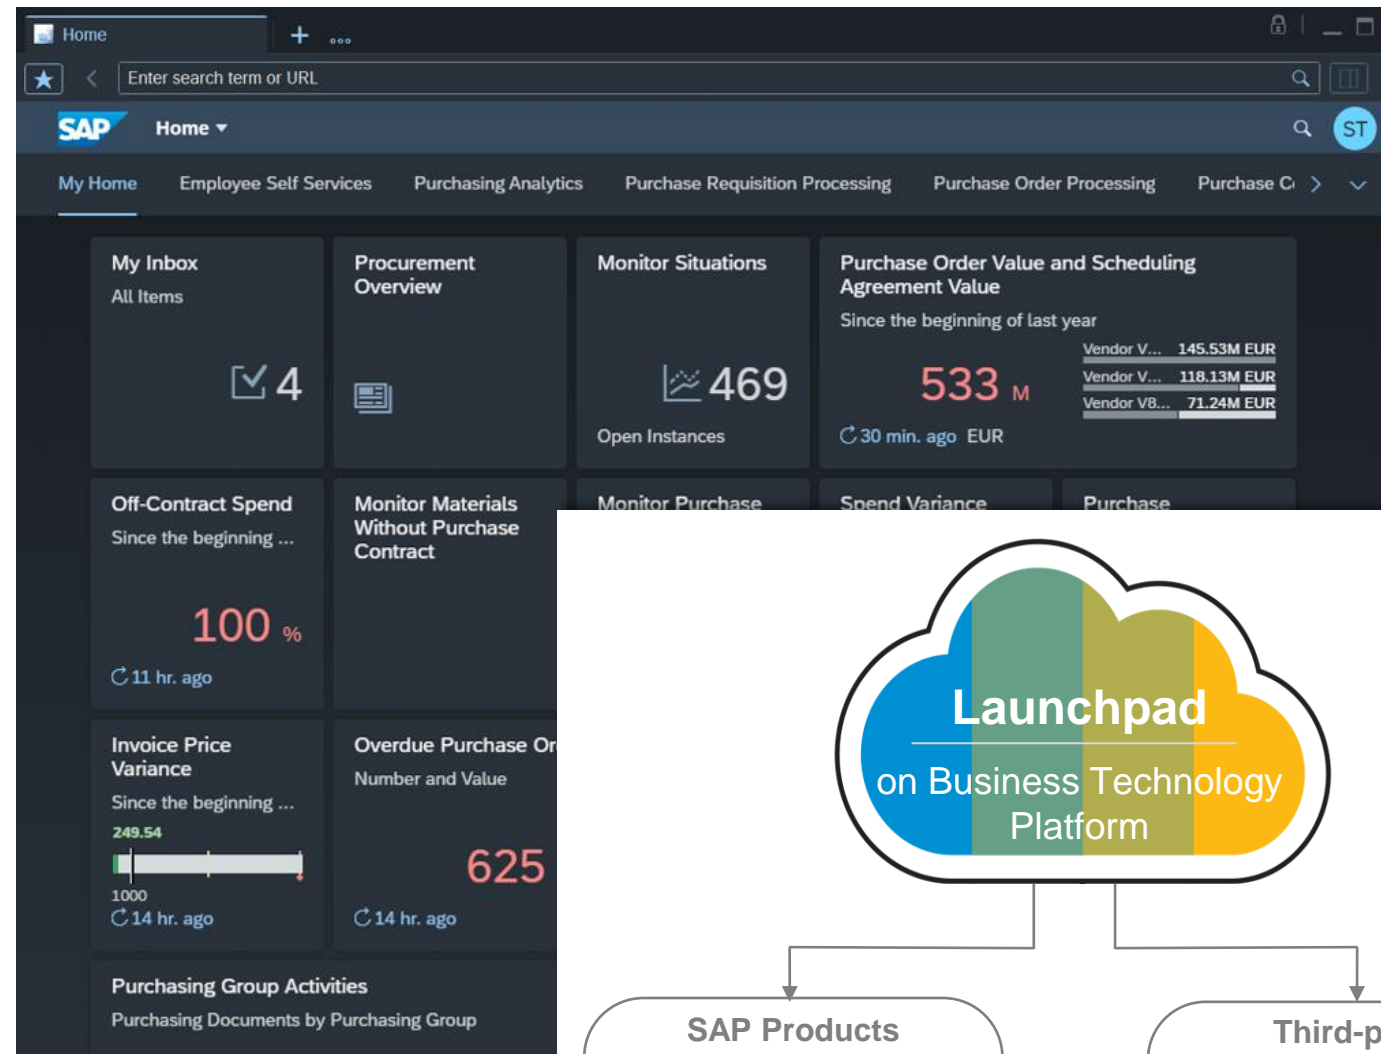 Home
Enter search term or URL
SAP Home
ST
My Home Employee Self Services Purchasing Analytics Purchase Requisition Processing Purchase Order Processing Purchase
My Inbox
All Items
4
Procurement
Overview
Monitor Situations
469
Open Instances
Purchase Order Value and Scheduling
Agreement Value
Since the beginning of last year
533 M
Vendor V... 145.53M EUR
Vendor V... 118.13M EUR
Vendor V8... 71.24M EUR
30 min. ago EUR
Off-Contract Spend
Since the beginning ...
100 %
11 hr. ago
Monitor Materials
Without Purchase
Contract
Monitor Purchase
Spend Variance
Purchase
Invoice Price
Variance
Since the beginning ...
249.54
1000
14 hr. ago
Overdue Purchase Or
Number and Value
625
14 hr. ago
Purchasing Group Activities
Purchasing Documents by Purchasing Group
Launchpad
on Business Technology
Platform
SAP Products
Third-p